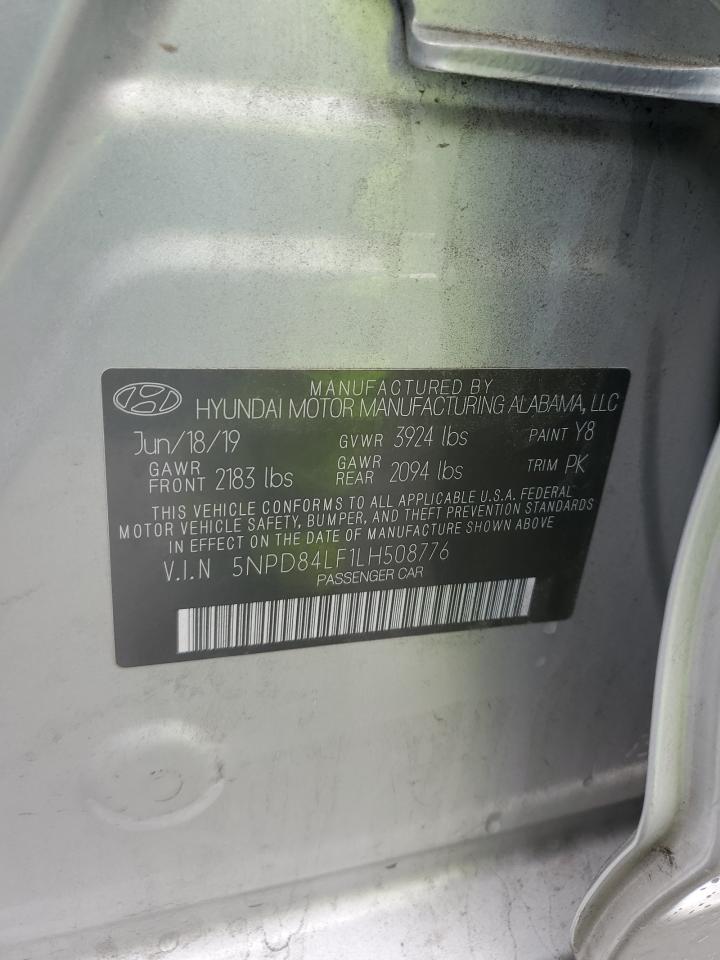 MANUFACTURED BY
HYUNDAI MOTOR MANUFACTURING ALABAMA, LLC
Jun/18/19 GVWR 3924 lbs PAINT Y8
GAWR FRONT 2183 lbs GAWR REAR 2094 lbs TRIM PK
THIS VEHICLE CONFORMS TO ALL APPLICABLE U.S.A. FEDERAL
MOTOR VEHICLE SAFETY, BUMPER, AND THEFT PREVENTION STANDARDS
IN EFFECT ON THE DATE OF MANUFACTURE SHOWN ABOVE
V.I.N 5NPD84LF1LH508776
PASSENGER CAR